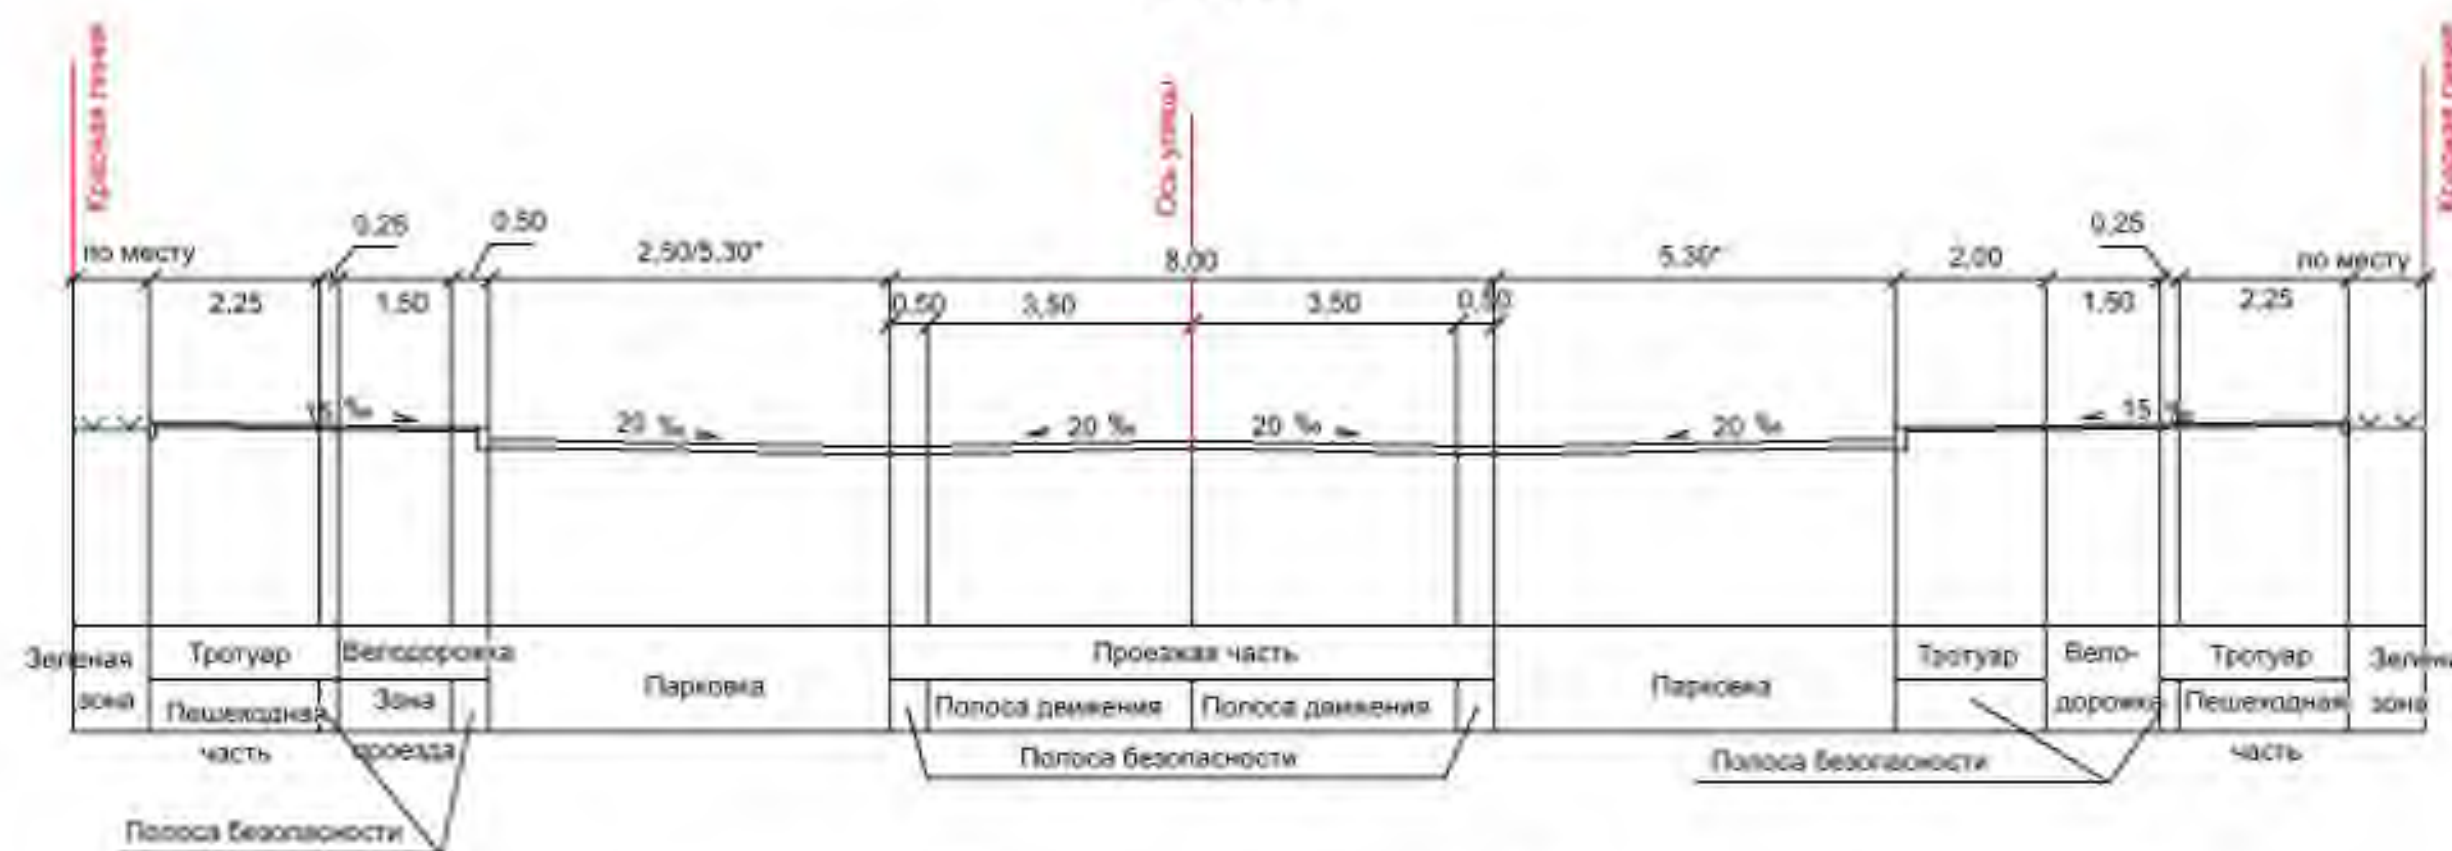 Красная линия
Ось улицы
Красная линия
0.25
0.50
0.25
по месту
2.50/5.30*
8.00
5.30*
2.00
по месту
2.25
1.50
0.50
3.50
3.50
0.50
1.50
2.25
15 ‰
20 ‰
20 ‰
20 ‰
20 ‰
15 ‰
Зеленая
зона
Тротуар
Велодорожка
Проезжая часть
Тротуар
Вело-
дорожка
Тротуар
Пешеходная
часть
Зона
проезда
Парковка
Полоса движения
Полоса движения
Парковка
Пешеходная
часть
зона
Полоса безопасности
Полоса безопасности
Полоса безопасности